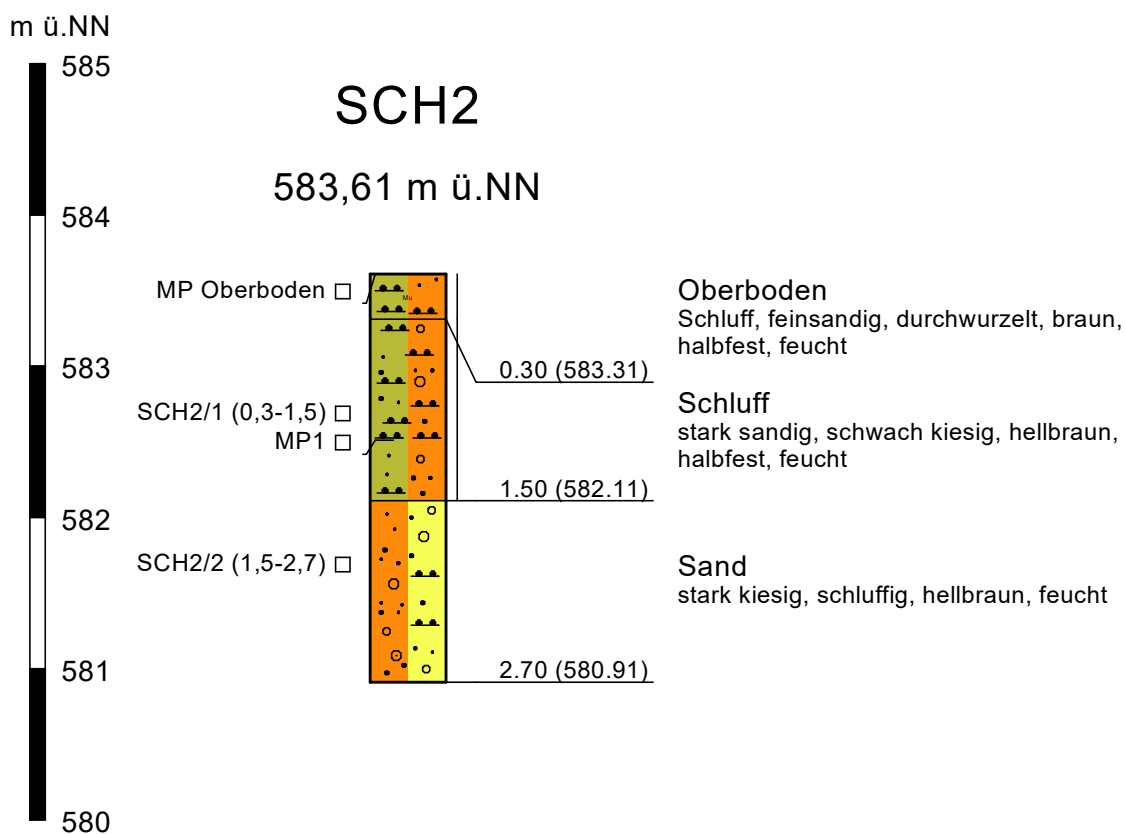 m ü.NN
585
584
583
582
581
580
SCH2
583,61 m ü.NN
MP Oberboden
Mu
SCH2/1 (0,3-1,5)
MP1
SCH2/2 (1,5-2,7)
0.30 (583.31)
1.50 (582.11)
2.70 (580.91)
Oberboden
Schluff, feinsandig, durchwurzelt, braun,
halbfest, feucht
Schluff
stark sandig, schwach kiesig, hellbraun,
halbfest, feucht
Sand
stark kiesig, schluffig, hellbraun, feucht